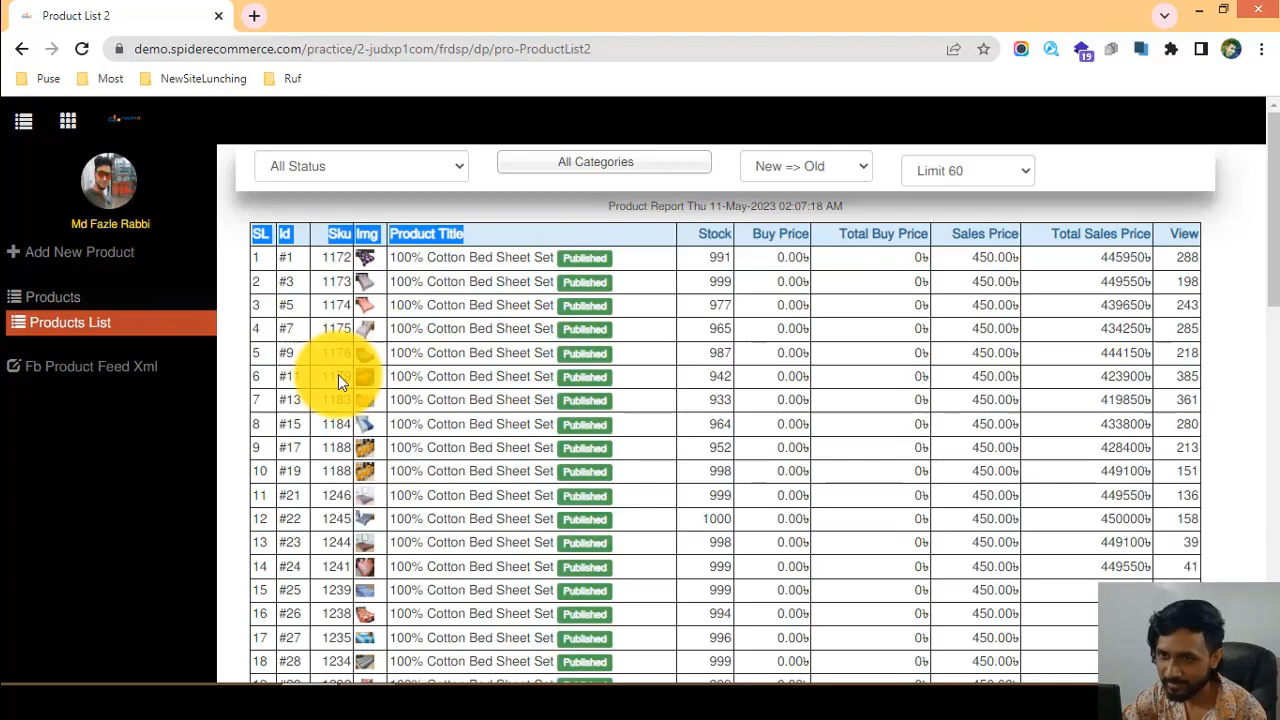 Product List 2
demo.spiderecommerce.com/practice/2-judxp1com/frdsp/dp/pro-ProductList2
19
Puse Most NewSiteLunching Ruf
Md Fazle Rabbi
Add New Product
Products
Products List
Fb Product Feed Xml
All Status All Categories New => Old Limit 60
Product Report Thu 11-May-2023 02:07:18 AM
SL Id Sku Img Product Title Stock Buy Price Total Buy Price Sales Price Total Sales Price View
1 #1 1172 100% Cotton Bed Sheet Set Published 991 0.00৳ 0৳ 450.00৳ 445950৳ 288
2 #3 1173 100% Cotton Bed Sheet Set Published 999 0.00৳ 0৳ 450.00৳ 449550৳ 198
3 #5 1174 100% Cotton Bed Sheet Set Published 977 0.00৳ 0৳ 450.00৳ 439650৳ 243
4 #7 1175 100% Cotton Bed Sheet Set Published 965 0.00৳ 0৳ 450.00৳ 434250৳ 285
5 #9 1176 100% Cotton Bed Sheet Set Published 987 0.00৳ 0৳ 450.00৳ 444150৳ 218
6 #11 100% Cotton Bed Sheet Set Published 942 0.00৳ 0৳ 450.00৳ 423900৳ 385
7 #13 1183 100% Cotton Bed Sheet Set Published 933 0.00৳ 0৳ 450.00৳ 419850৳ 361
8 #15 1184 100% Cotton Bed Sheet Set Published 964 0.00৳ 0৳ 450.00৳ 433800৳ 280
9 #17 1188 100% Cotton Bed Sheet Set Published 952 0.00৳ 0৳ 450.00৳ 428400৳ 213
10 #19 1188 100% Cotton Bed Sheet Set Published 998 0.00৳ 0৳ 450.00৳ 449100৳ 151
11 #21 1246 100% Cotton Bed Sheet Set Published 999 0.00৳ 0৳ 450.00৳ 449550৳ 136
12 #22 1245 100% Cotton Bed Sheet Set Published 1000 0.00৳ 0৳ 450.00৳ 450000৳ 158
13 #23 1244 100% Cotton Bed Sheet Set Published 998 0.00৳ 0৳ 450.00৳ 449100৳ 39
14 #24 1241 100% Cotton Bed Sheet Set Published 999 0.00৳ 0৳ 450.00৳ 449550৳ 41
15 #25 1239 100% Cotton Bed Sheet Set Published 999 0.00৳ 0৳ 450.00৳
16 #26 1238 100% Cotton Bed Sheet Set Published 994 0.00৳ 0৳ 450.00৳
17 #27 1235 100% Cotton Bed Sheet Set Published 996 0.00৳ 0৳ 450.00৳
18 #28 1234 100% Cotton Bed Sheet Set Published 999 0.00৳ 0৳ 450.00৳